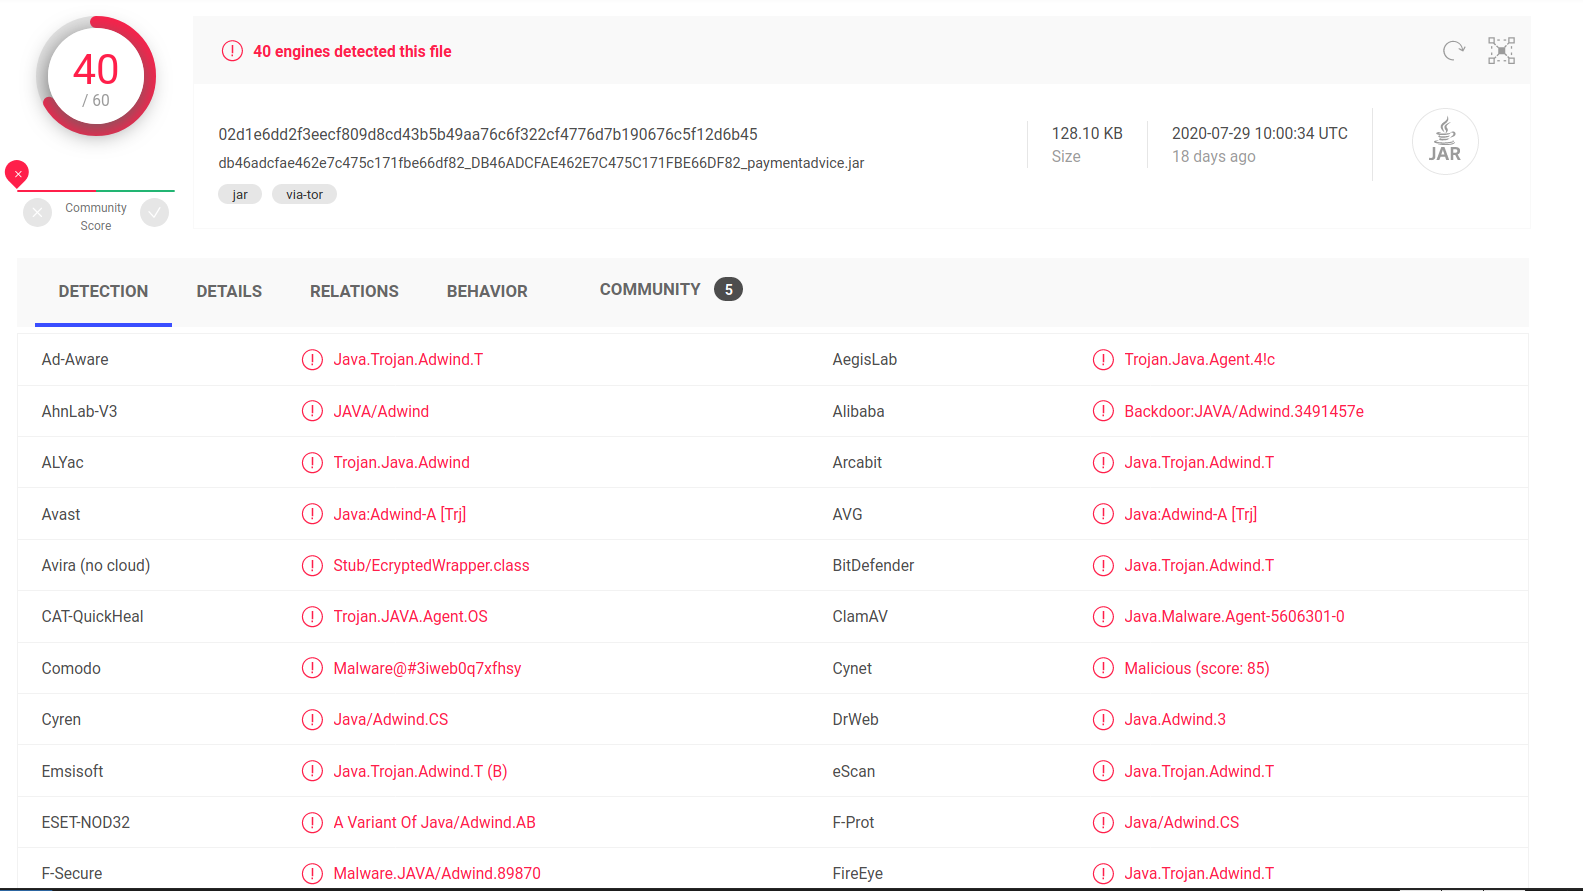 40
/ 60
Community
Score
40 engines detected this file
02d1e6dd2f3eecf809d8cd43b5b49aa76c6f322cf4776d7b190676c5f12d6b45
db46adcfae462e7c475c171fbe66df82_DB46ADCFAE462E7C475C171FBE66DF82_paymentadvice.jar
jar via-tor
128.10 KB
Size
2020-07-29 10:00:34 UTC
18 days ago
JAR
DETECTION DETAILS RELATIONS BEHAVIOR COMMUNITY 5
Ad-Aware Java.Trojan.Adwind.T AegisLab Trojan.Java.Agent.4!c
AhnLab-V3 JAVA/Adwind Alibaba Backdoor:JAVA/Adwind.3491457e
ALYac Trojan.Java.Adwind Arcabit Java.Trojan.Adwind.T
Avast Java:Adwind-A [Trj] AVG Java:Adwind-A [Trj]
Avira (no cloud) Stub/EcryptedWrapper.class BitDefender Java.Trojan.Adwind.T
CAT-QuickHeal Trojan.JAVA.Agent.OS ClamAV Java.Malware.Agent-5606301-0
Comodo Malware@#3iweb0q7xfhsy Cynet Malicious (score: 85)
Cyren Java/Adwind.CS DrWeb Java.Adwind.3
Emsisoft Java.Trojan.Adwind.T (B) eScan Java.Trojan.Adwind.T
ESET-NOD32 A Variant Of Java/Adwind.AB F-Prot Java/Adwind.CS
F-Secure Malware.JAVA/Adwind.89870 FireEye Java.Trojan.Adwind.T